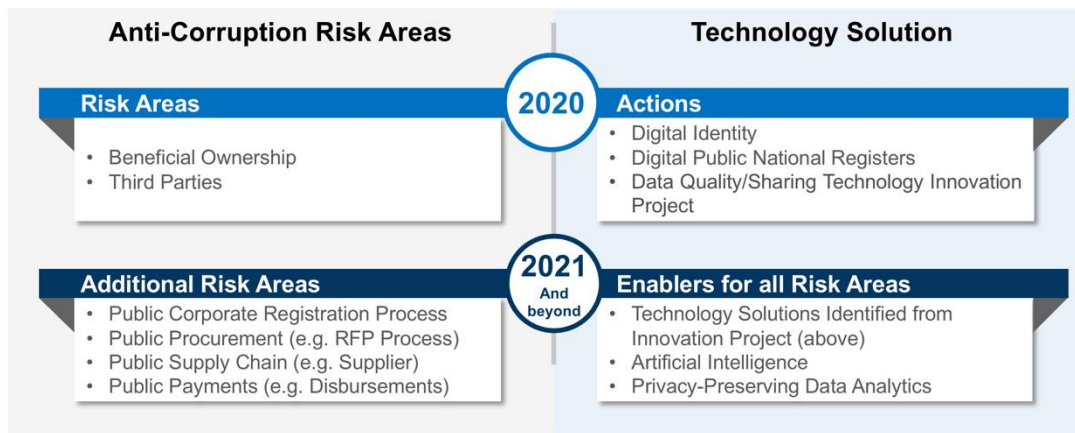 Anti-Corruption Risk Areas
Technology Solution
2020
Risk Areas
• Beneficial Ownership
• Third Parties
Actions
• Digital Identity
• Digital Public National Registers
• Data Quality/Sharing Technology Innovation
Project
2021
And
beyond
Additional Risk Areas
• Public Corporate Registration Process
• Public Procurement (e.g. RFP Process)
• Public Supply Chain (e.g. Supplier)
• Public Payments (e.g. Disbursements)
Enablers for all Risk Areas
• Technology Solutions Identified from
Innovation Project (above)
• Artificial Intelligence
• Privacy-Preserving Data Analytics